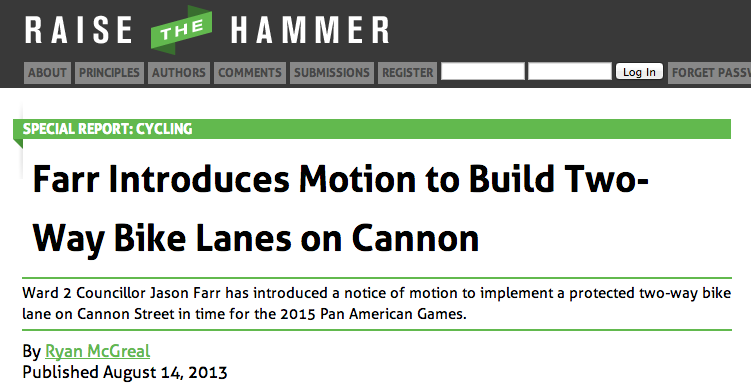 RAISE THE HAMMER
ABOUT PRINCIPLES AUTHORS COMMENTS SUBMISSIONS REGISTER Log In FORGET
SPECIAL REPORT: CYCLING
Farr Introduces Motion to Build Two-
Way Bike Lanes on Cannon
Ward 2 Councillor Jason Farr has introduced a notice of motion to implement a protected two-way bike
lane on Cannon Street in time for the 2015 Pan American Games.
By Ryan McGreal
Published August 14, 2013